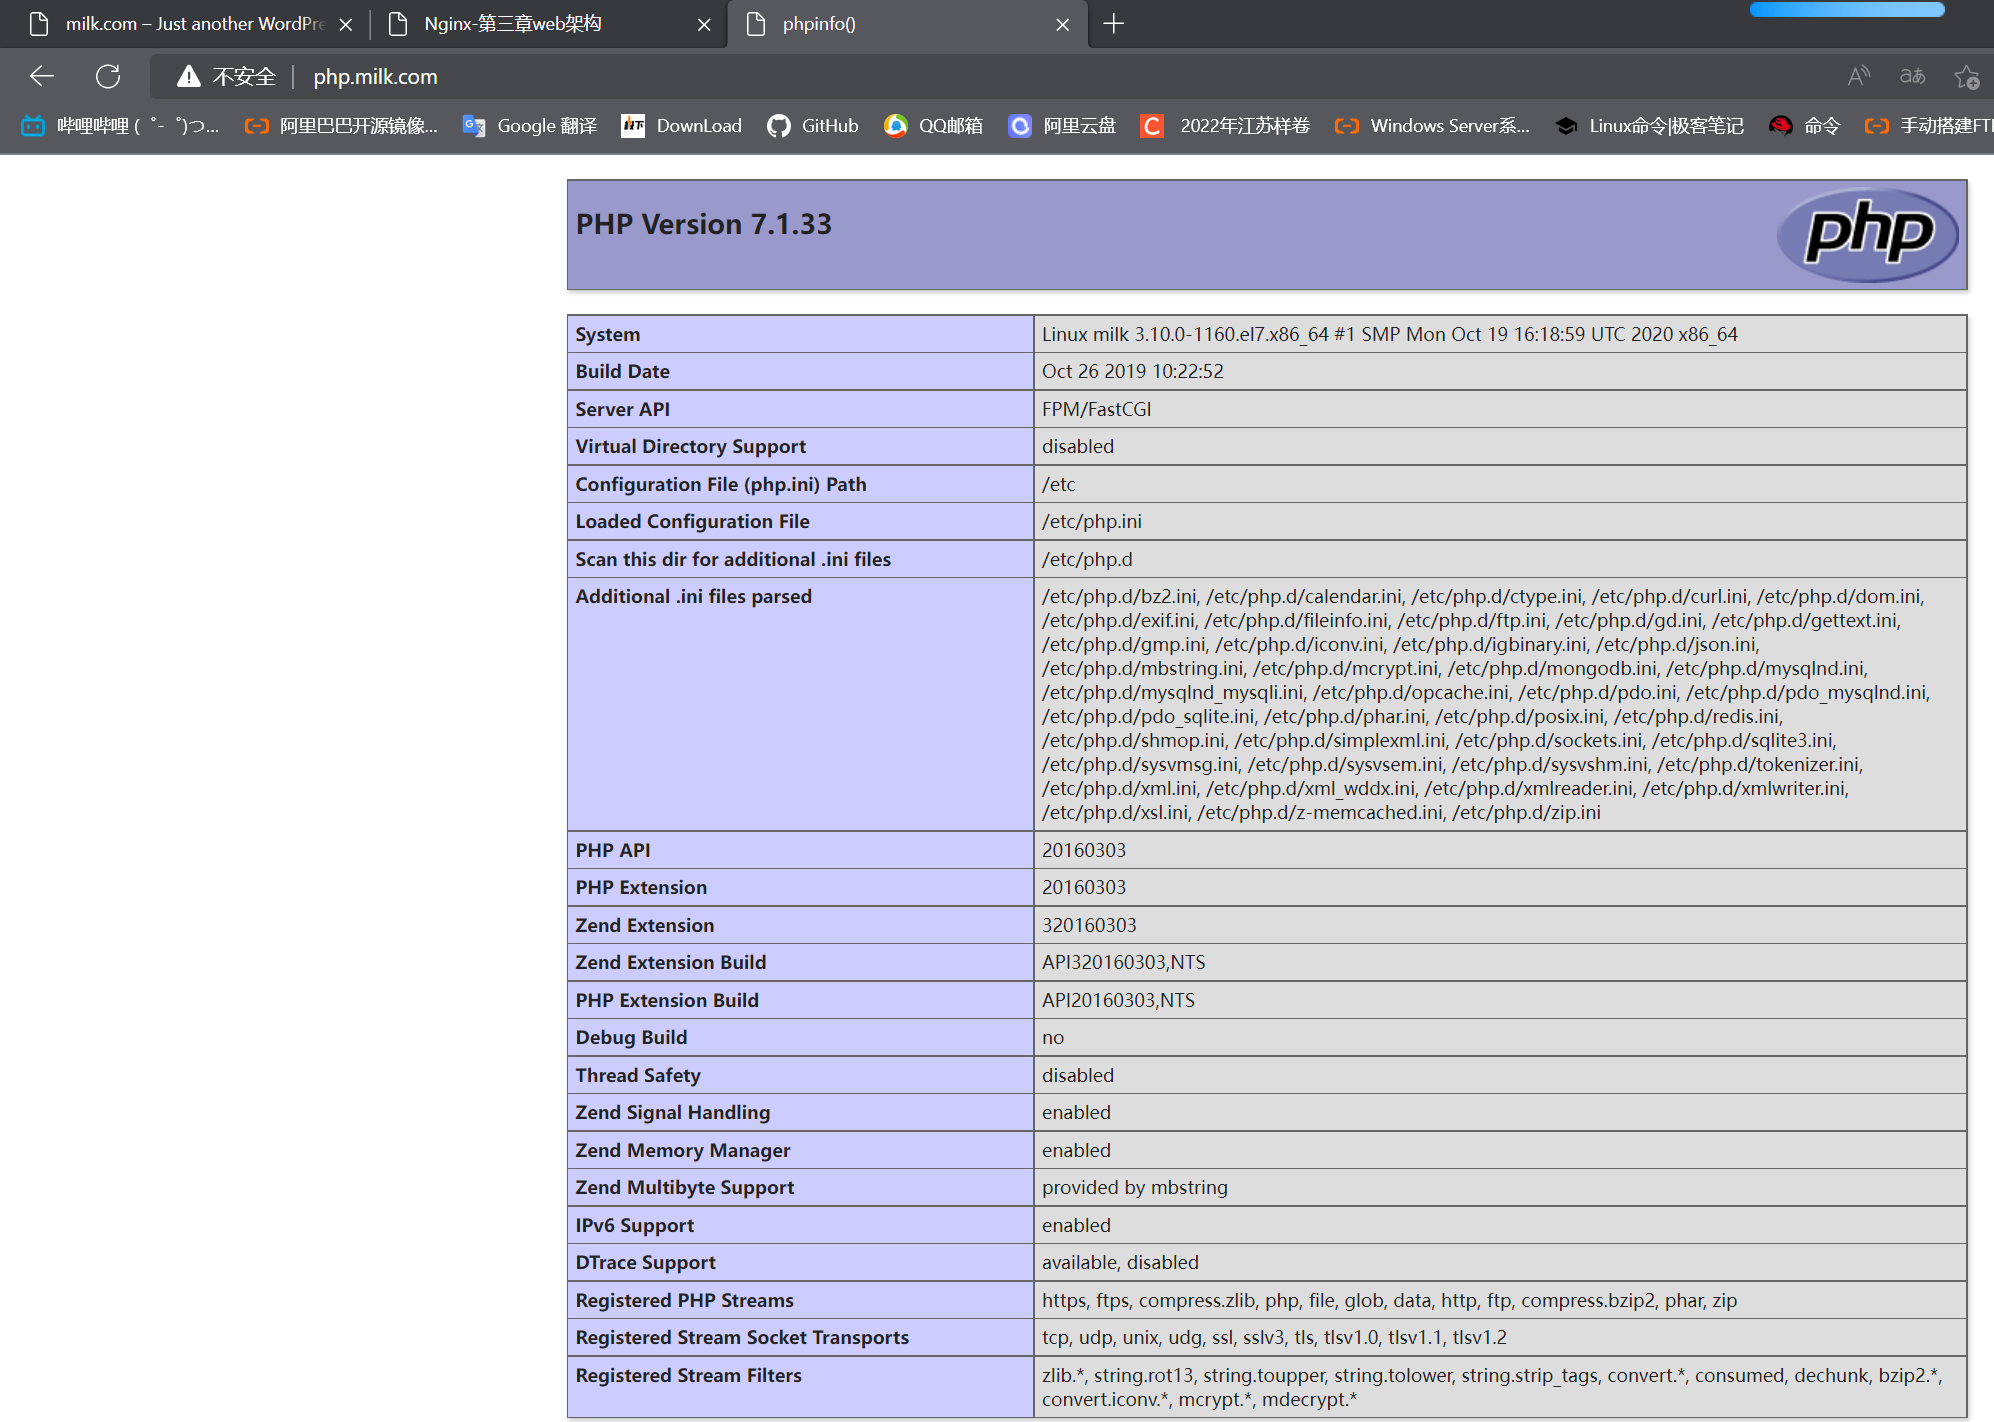 milk.com – Just another WordPre
Nginx-第三章web架构
phpinfo()
不安全
php.milk.com
哔哩哔哩 ( ゜- ゜)つ...
阿里巴巴开源镜像...
Google 翻译
DownLoad
GitHub
QQ邮箱
阿里云盘
2022年江苏样卷
Windows Server系...
Linux命令|极客笔记
命令
手动搭建FTI
PHP Version 7.1.33
php
System
Linux milk 3.10.0-1160.el7.x86_64 #1 SMP Mon Oct 19 16:18:59 UTC 2020 x86_64
Build Date
Oct 26 2019 10:22:52
Server API
FPM/FastCGI
Virtual Directory Support
disabled
Configuration File (php.ini) Path
/etc
Loaded Configuration File
/etc/php.ini
Scan this dir for additional .ini files
/etc/php.d
Additional .ini files parsed
/etc/php.d/bz2.ini, /etc/php.d/calendar.ini, /etc/php.d/ctype.ini, /etc/php.d/curl.ini, /etc/php.d/dom.ini,
/etc/php.d/exif.ini, /etc/php.d/fileinfo.ini, /etc/php.d/ftp.ini, /etc/php.d/gd.ini, /etc/php.d/gettext.ini,
/etc/php.d/gmp.ini, /etc/php.d/iconv.ini, /etc/php.d/igbinary.ini, /etc/php.d/json.ini,
/etc/php.d/mbstring.ini, /etc/php.d/mcrypt.ini, /etc/php.d/mongodb.ini, /etc/php.d/mysqlnd.ini,
/etc/php.d/mysqlnd_mysqli.ini, /etc/php.d/opcache.ini, /etc/php.d/pdo.ini, /etc/php.d/pdo_mysqlnd.ini,
/etc/php.d/pdo_sqlite.ini, /etc/php.d/phar.ini, /etc/php.d/posix.ini, /etc/php.d/redis.ini,
/etc/php.d/shmop.ini, /etc/php.d/simplexml.ini, /etc/php.d/sockets.ini, /etc/php.d/sqlite3.ini,
/etc/php.d/sysvmsg.ini, /etc/php.d/sysvsem.ini, /etc/php.d/sysvshm.ini, /etc/php.d/tokenizer.ini,
/etc/php.d/xml.ini, /etc/php.d/xml_wddx.ini, /etc/php.d/xmlreader.ini, /etc/php.d/xmlwriter.ini,
/etc/php.d/xsl.ini, /etc/php.d/z-memcached.ini, /etc/php.d/zip.ini
PHP API
20160303
PHP Extension
20160303
Zend Extension
320160303
Zend Extension Build
API320160303,NTS
PHP Extension Build
API20160303,NTS
Debug Build
no
Thread Safety
disabled
Zend Signal Handling
enabled
Zend Memory Manager
enabled
Zend Multibyte Support
provided by mbstring
IPv6 Support
enabled
DTrace Support
available, disabled
Registered PHP Streams
https, ftps, compress.zlib, php, file, glob, data, http, ftp, compress.bzip2, phar, zip
Registered Stream Socket Transports
tcp, udp, unix, udg, ssl, sslv3, tls, tlsv1.0, tlsv1.1, tlsv1.2
Registered Stream Filters
zlib.*, string.rot13, string.toupper, string.tolower, string.strip_tags, convert.*, consumed, dechunk, bzip2.*,
convert.iconv.*, mcrypt.*, mdecrypt.*